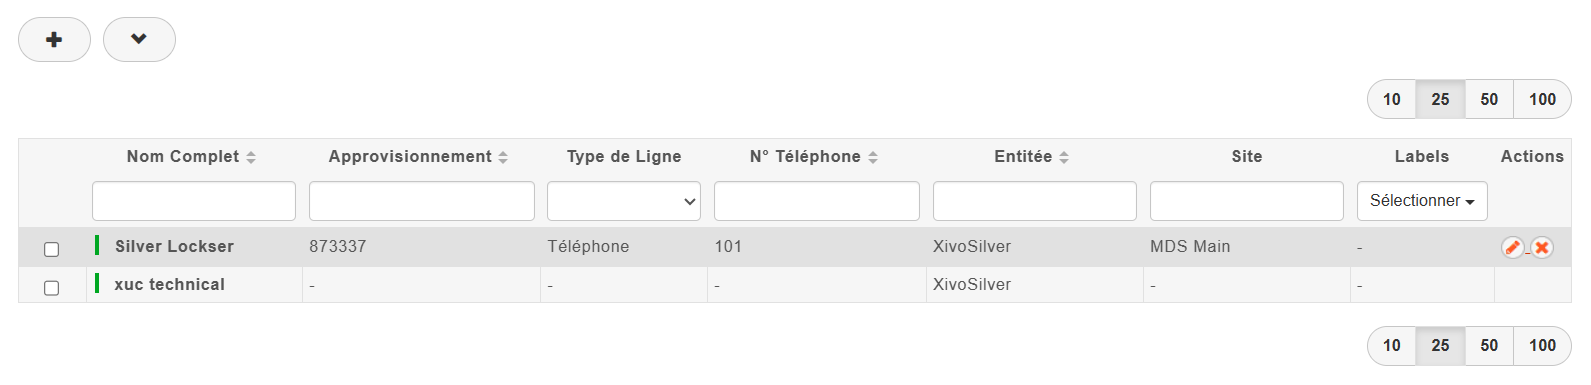 10 25 50 100
Nom Complet Approvisionnement Type de Ligne N° Téléphone Entitée Site Labels Actions
Sélectionner
Silver Lockser 873337 Téléphone 101 XivoSilver MDS Main -
xuc technical - - - XivoSilver - -
10 25 50 100